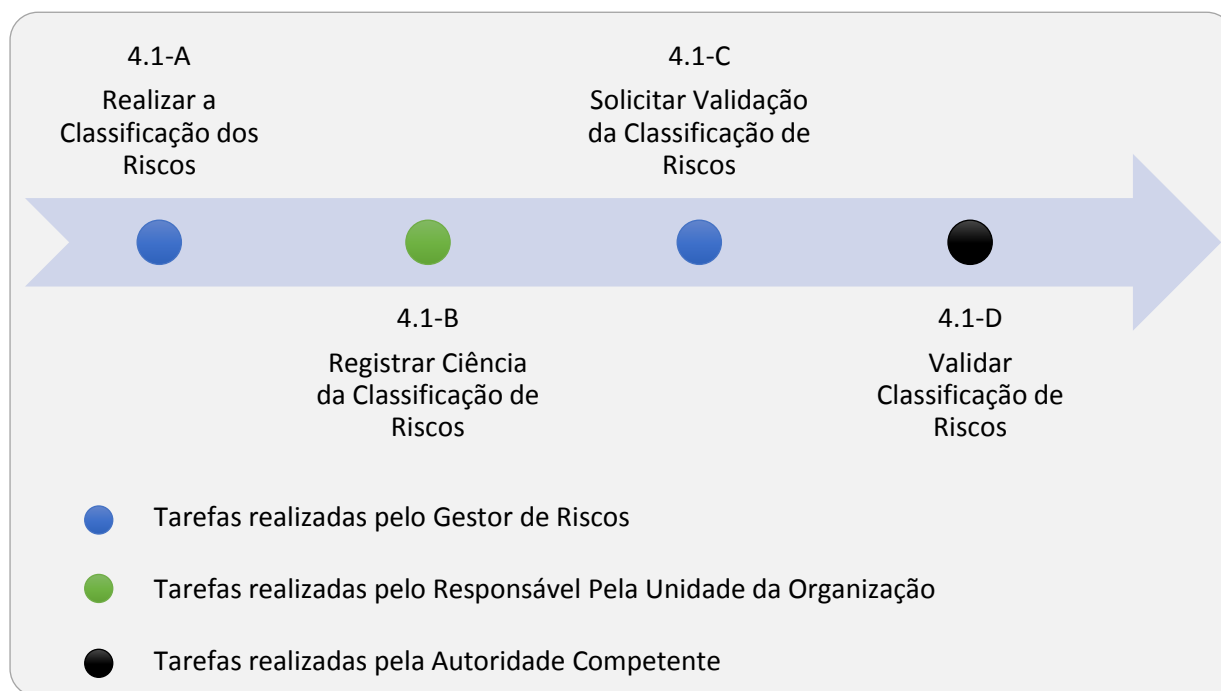 4.1-A
Realizar a
Classificação dos
Riscos
4.1-C
Solicitar Validação
da Classificação de
Riscos
4.1-B
Registrar Ciência
da Classificação de
Riscos
4.1-D
Validar
Classificação de
Riscos
Tarefas realizadas pelo Gestor de Riscos
Tarefas realizadas pelo Responsável Pela Unidade da Organização
Tarefas realizadas pela Autoridade Competente